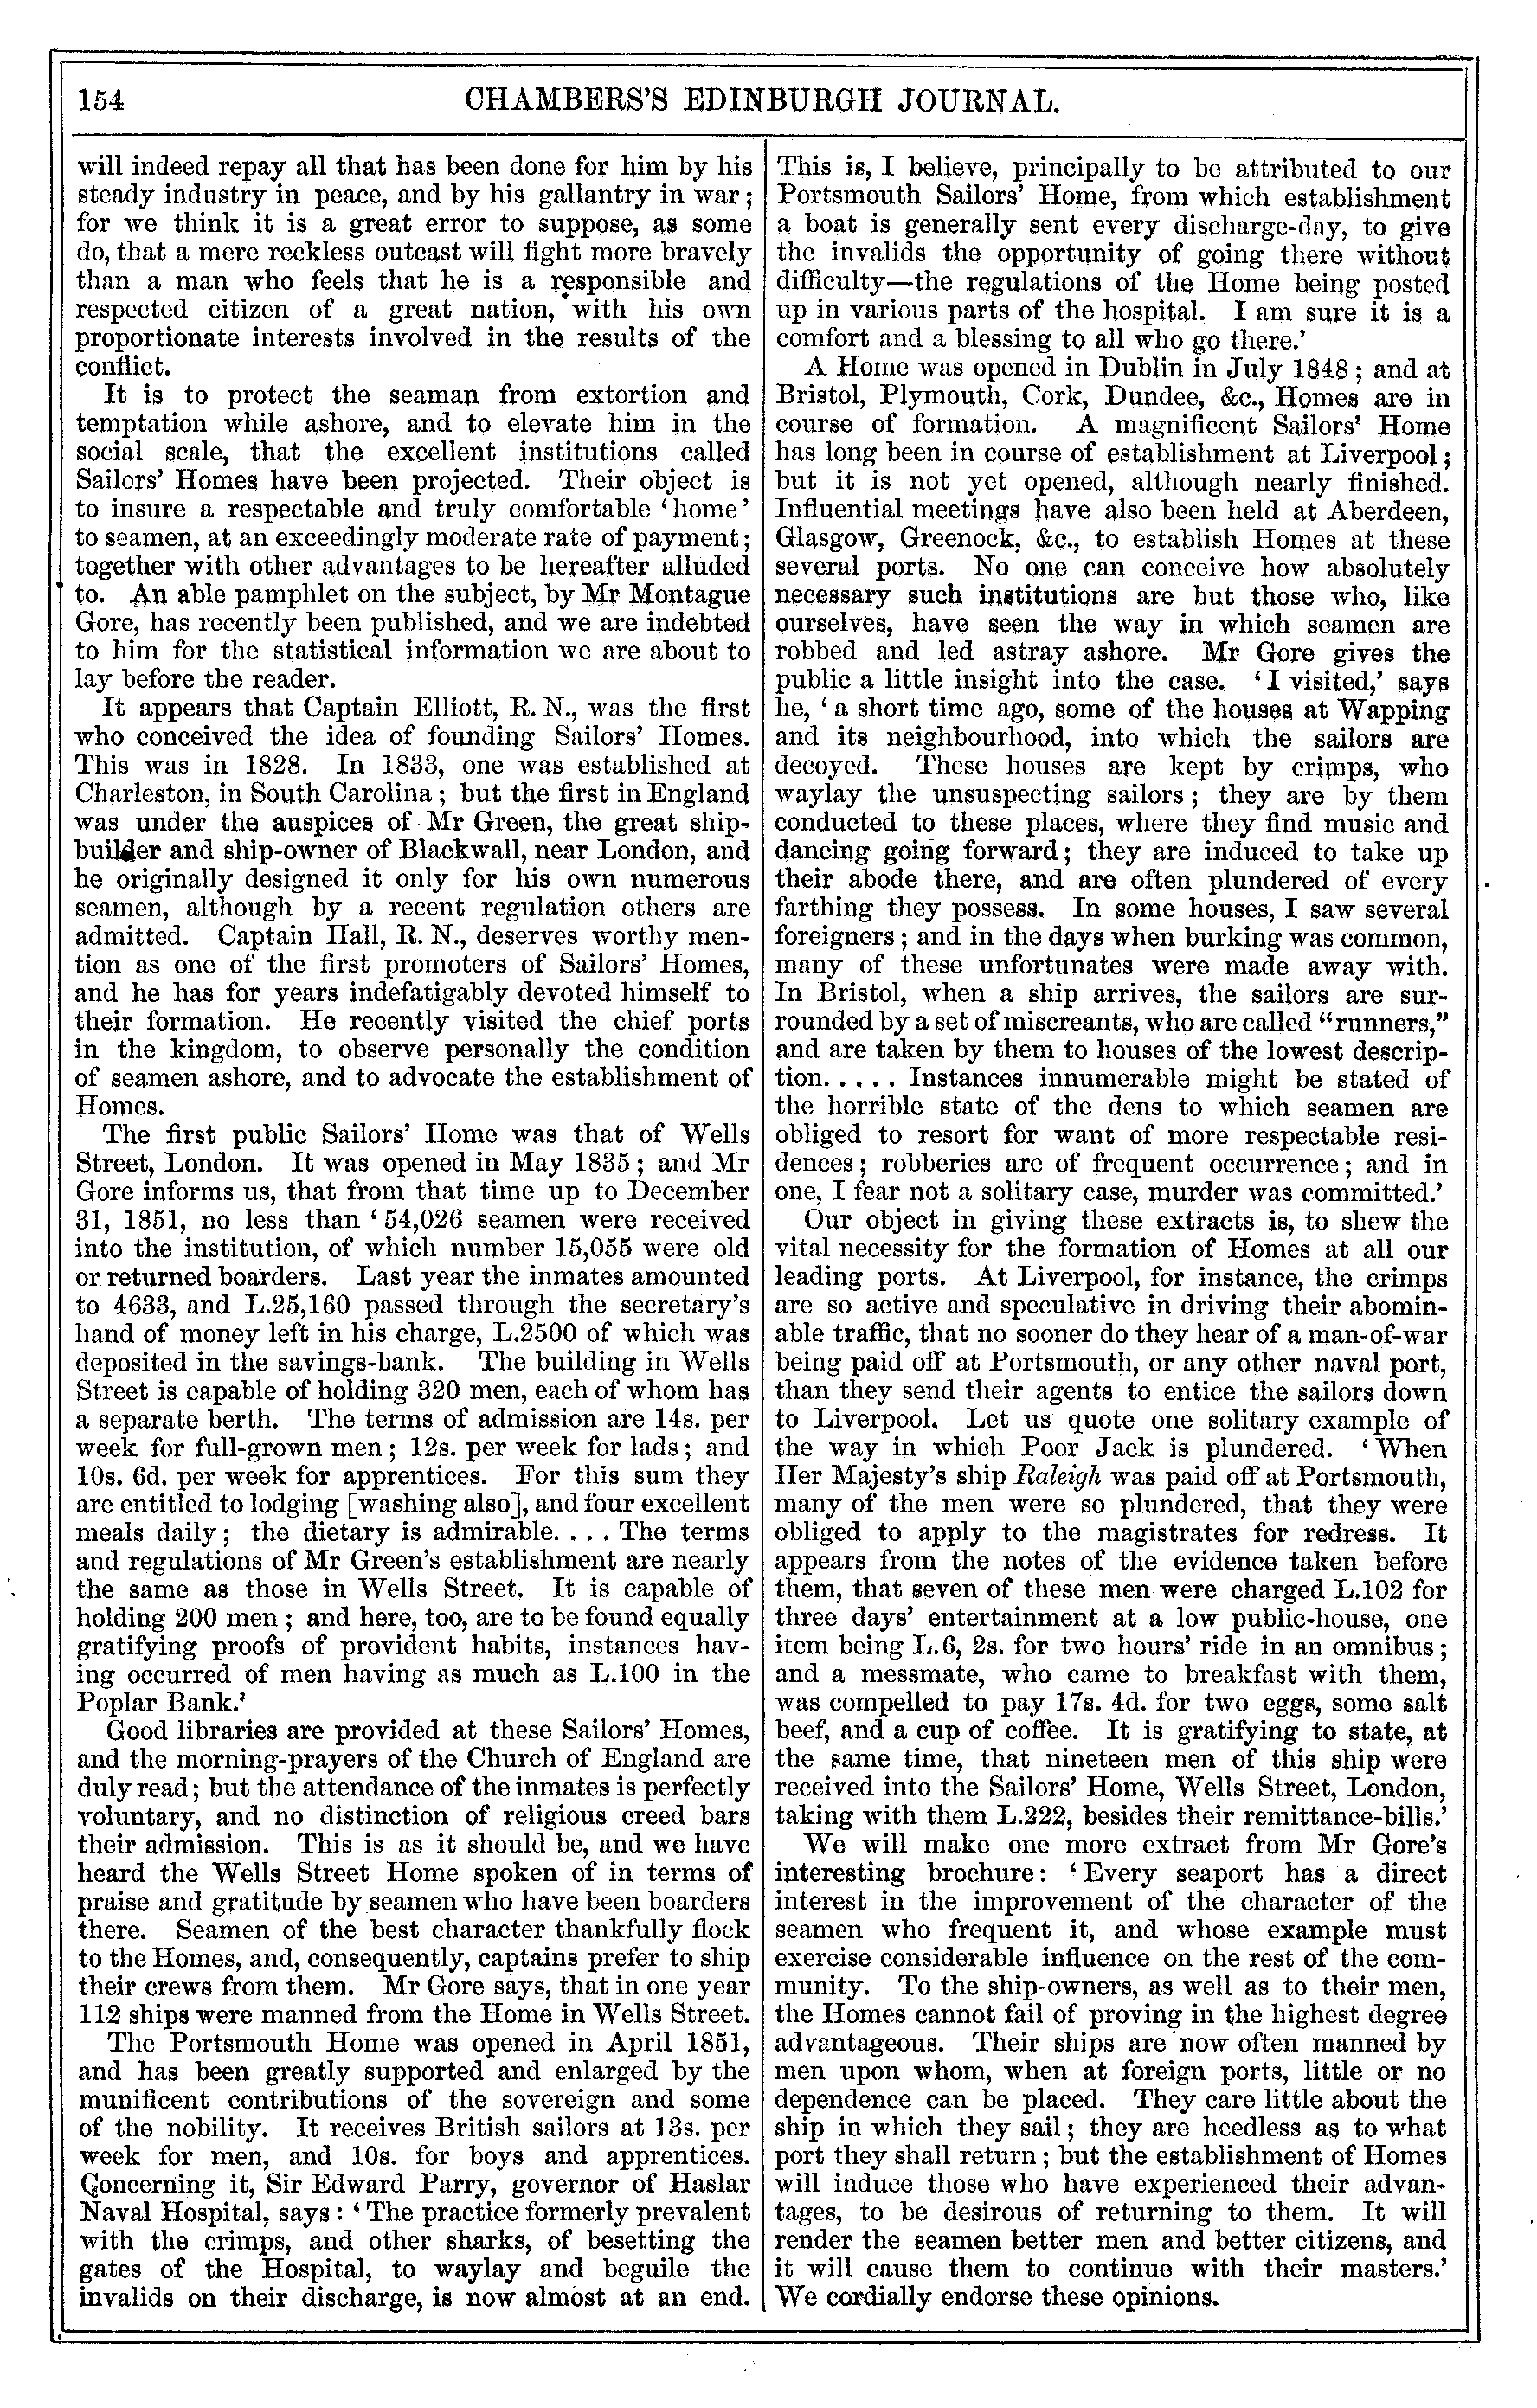 154
CHAMBERS'S EDINBURGH JOURNAL.
will indeed repay all that has been done for him by his
steady industry in peace, and by his gallantry in war;
for we think it is a great error to suppose, as some
do, that a mere reckless outcast will fight more bravely
than a man who feels that he is a responsible and
respected citizen of a great nation, with his own
proportionate interests involved in the results of the
conflict.
It is to protect the seaman from extortion and
temptation while ashore, and to elevate him in the
social scale, that the excellent institutions called
Sailors' Homes have been projected. Their object is
to insure a respectable and truly comfortable 'home'
to seamen, at an exceedingly moderate rate of payment;
together with other advantages to be hereafter alluded
to. An able pamphlet on the subject, by Mr Montague
Gore, has recently been published, and we are indebted
to him for the statistical information we are about to
lay before the reader.
It appears that Captain Elliott, R. N., was the first
who conceived the idea of founding Sailors' Homes.
This was in 1828. In 1833, one was established at
Charleston, in South Carolina; but the first in England
was under the auspices of Mr Green, the great ship-
builder and ship-owner of Blackwall, near London, and
he originally designed it only for his own numerous
seamen, although by a recent regulation others are
admitted. Captain Hall, R. N., deserves worthy men-
tion as one of the first promoters of Sailors' Homes,
and he has for years indefatigably devoted himself to
their formation. He recently visited the chief ports
in the kingdom, to observe personally the condition
of seamen ashore, and to advocate the establishment of
Homes.
The first public Sailors' Home was that of Wells
Street, London. It was opened in May 1835; and Mr
Gore informs us, that from that time up to December
31, 1851, no less than '54,026 seamen were received
into the institution, of which number 15,055 were old
or returned boarders. Last year the inmates amounted
to 4633, and L.25,160 passed through the secretary's
hand of money left in his charge, L.2500 of which was
deposited in the savings-bank. The building in Wells
Street is capable of holding 320 men, each of whom has
a separate berth. The terms of admission are 14s. per
week for full-grown men; 12s. per week for lads; and
10s. 6d. per week for apprentices. For this sum they
are entitled to lodging [washing also], and four excellent
meals daily; the dietary is admirable. . . . The terms
and regulations of Mr Green's establishment are nearly
the same as those in Wells Street. It is capable of
holding 200 men; and here, too, are to be found equally
gratifying proofs of provident habits, instances hav-
ing occurred of men having as much as L.100 in the
Poplar Bank.'
Good libraries are provided at these Sailors' Homes,
and the morning-prayers of the Church of England are
duly read; but the attendance of the inmates is perfectly
voluntary, and no distinction of religious creed bars
their admission. This is as it should be, and we have
heard the Wells Street Home spoken of in terms of
praise and gratitude by seamen who have been boarders
there. Seamen of the best character thankfully flock
to the Homes, and, consequently, captains prefer to ship
their crews from them. Mr Gore says, that in one year
112 ships were manned from the Home in Wells Street.
The Portsmouth Home was opened in April 1851,
and has been greatly supported and enlarged by the
munificent contributions of the sovereign and some
of the nobility. It receives British sailors at 13s. per
week for men, and 10s. for boys and apprentices.
Concerning it, Sir Edward Parry, governor of Haslar
Naval Hospital, says: 'The practice formerly prevalent
with the crimps, and other sharks, of besetting the
gates of the Hospital, to waylay and beguile the
invalids on their discharge, is now almost at an end.
This is, I believe, principally to be attributed to our
Portsmouth Sailors' Home, from which establishment
a boat is generally sent every discharge-day, to give
the invalids the opportunity of going there without
difficulty—the regulations of the Home being posted
up in various parts of the hospital. I am sure it is a
comfort and a blessing to all who go there.'
A Home was opened in Dublin in July 1848; and at
Bristol, Plymouth, Cork, Dundee, &c., Homes are in
course of formation. A magnificent Sailors' Home
has long been in course of establishment at Liverpool;
but it is not yet opened, although nearly finished.
Influential meetings have also been held at Aberdeen,
Glasgow, Greenock, &c., to establish Homes at these
several ports. No one can conceive how absolutely
necessary such institutions are but those who, like
ourselves, have seen the way in which seamen are
robbed and led astray ashore. Mr Gore gives the
public a little insight into the case. 'I visited,' says
he, 'a short time ago, some of the houses at Wapping
and its neighbourhood, into which the sailors are
decoyed. These houses are kept by crimps, who
waylay the unsuspecting sailors; they are by them
conducted to these places, where they find music and
dancing going forward; they are induced to take up
their abode there, and are often plundered of every
farthing they possess. In some houses, I saw several
foreigners; and in the days when burking was common,
many of these unfortunates were made away with.
In Bristol, when a ship arrives, the sailors are sur-
rounded by a set of miscreants, who are called "runners,"
and are taken by them to houses of the lowest descrip-
tion. . . . . Instances innumerable might be stated of
the horrible state of the dens to which seamen are
obliged to resort for want of more respectable resi-
dences; robberies are of frequent occurrence; and in
one, I fear not a solitary case, murder was committed.'
Our object in giving these extracts is, to shew the
vital necessity for the formation of Homes at all our
leading ports. At Liverpool, for instance, the crimps
are so active and speculative in driving their abomin-
able traffic, that no sooner do they hear of a man-of-war
being paid off at Portsmouth, or any other naval port,
than they send their agents to entice the sailors down
to Liverpool. Let us quote one solitary example of
the way in which Poor Jack is plundered. 'When
Her Majesty's ship Raleigh was paid off at Portsmouth,
many of the men were so plundered, that they were
obliged to apply to the magistrates for redress. It
appears from the notes of the evidence taken before
them, that seven of these men were charged L.102 for
three days' entertainment at a low public-house, one
item being L.6, 2s. for two hours' ride in an omnibus;
and a messmate, who came to breakfast with them,
was compelled to pay 17s. 4d. for two eggs, some salt
beef, and a cup of coffee. It is gratifying to state, at
the same time, that nineteen men of this ship were
received into the Sailors' Home, Wells Street, London,
taking with them L.222, besides their remittance-bills.'
We will make one more extract from Mr Gore's
interesting brochure: 'Every seaport has a direct
interest in the improvement of the character of the
seamen who frequent it, and whose example must
exercise considerable influence on the rest of the com-
munity. To the ship-owners, as well as to their men,
the Homes cannot fail of proving in the highest degree
advantageous. Their ships are now often manned by
men upon whom, when at foreign ports, little or no
dependence can be placed. They care little about the
ship in which they sail; they are heedless as to what
port they shall return; but the establishment of Homes
will induce those who have experienced their advan-
tages, to be desirous of returning to them. It will
render the seamen better men and better citizens, and
it will cause them to continue with their masters.'
We cordially endorse these opinions.